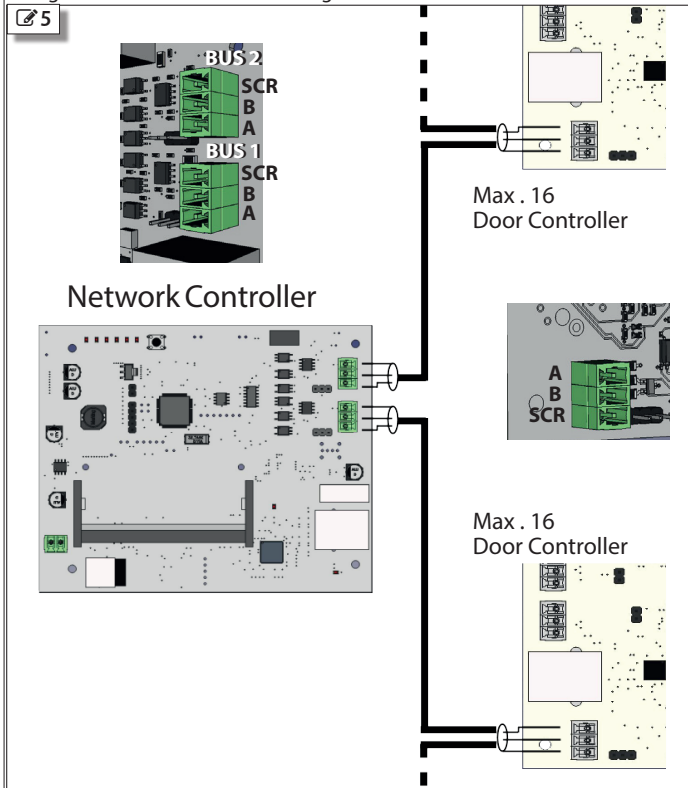 5
BUS 2
SCR
B
A
BUS 1
SCR
B
A
Max . 16
Door Controller
Network Controller
A
B
SCR
Max . 16
Door Controller